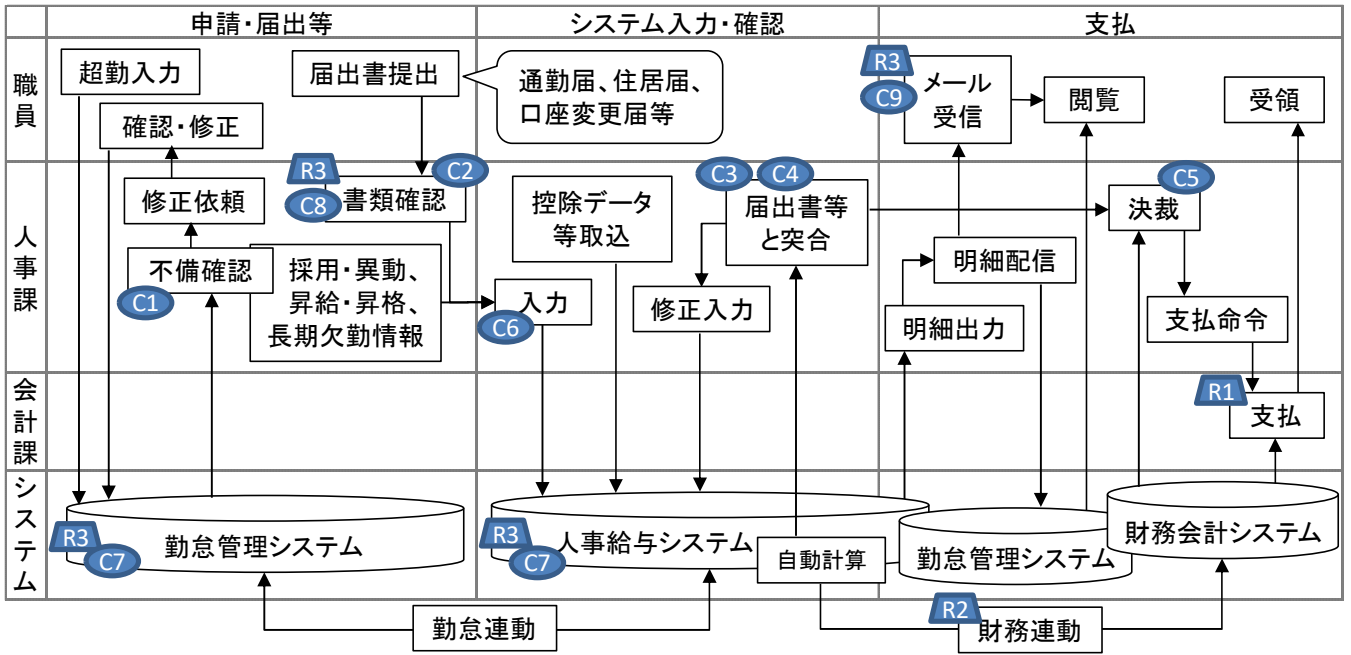 申請・届出等
システム入力・確認
支払
職員
超勤入力
届出書提出
通勤届、住居届、
口座変更届等
確認・修正
R3
C9
メール
受信
閲覧
受領
人事課
修正依頼
不備確認
C1
R3
C8
C2
書類確認
採用・異動、
昇給・昇格、
長期欠勤情報
入力
C6
控除データ
等取込
C3
C4
届出書等
と突合
修正入力
明細配信
明細出力
C5
決裁
支払命令
会計課
R1
支払
システム
R3
C7
勤怠管理システム
R3
C7
人事給与システム
自動計算
勤怠管理システム
財務会計システム
勤怠連動
R2
財務連動